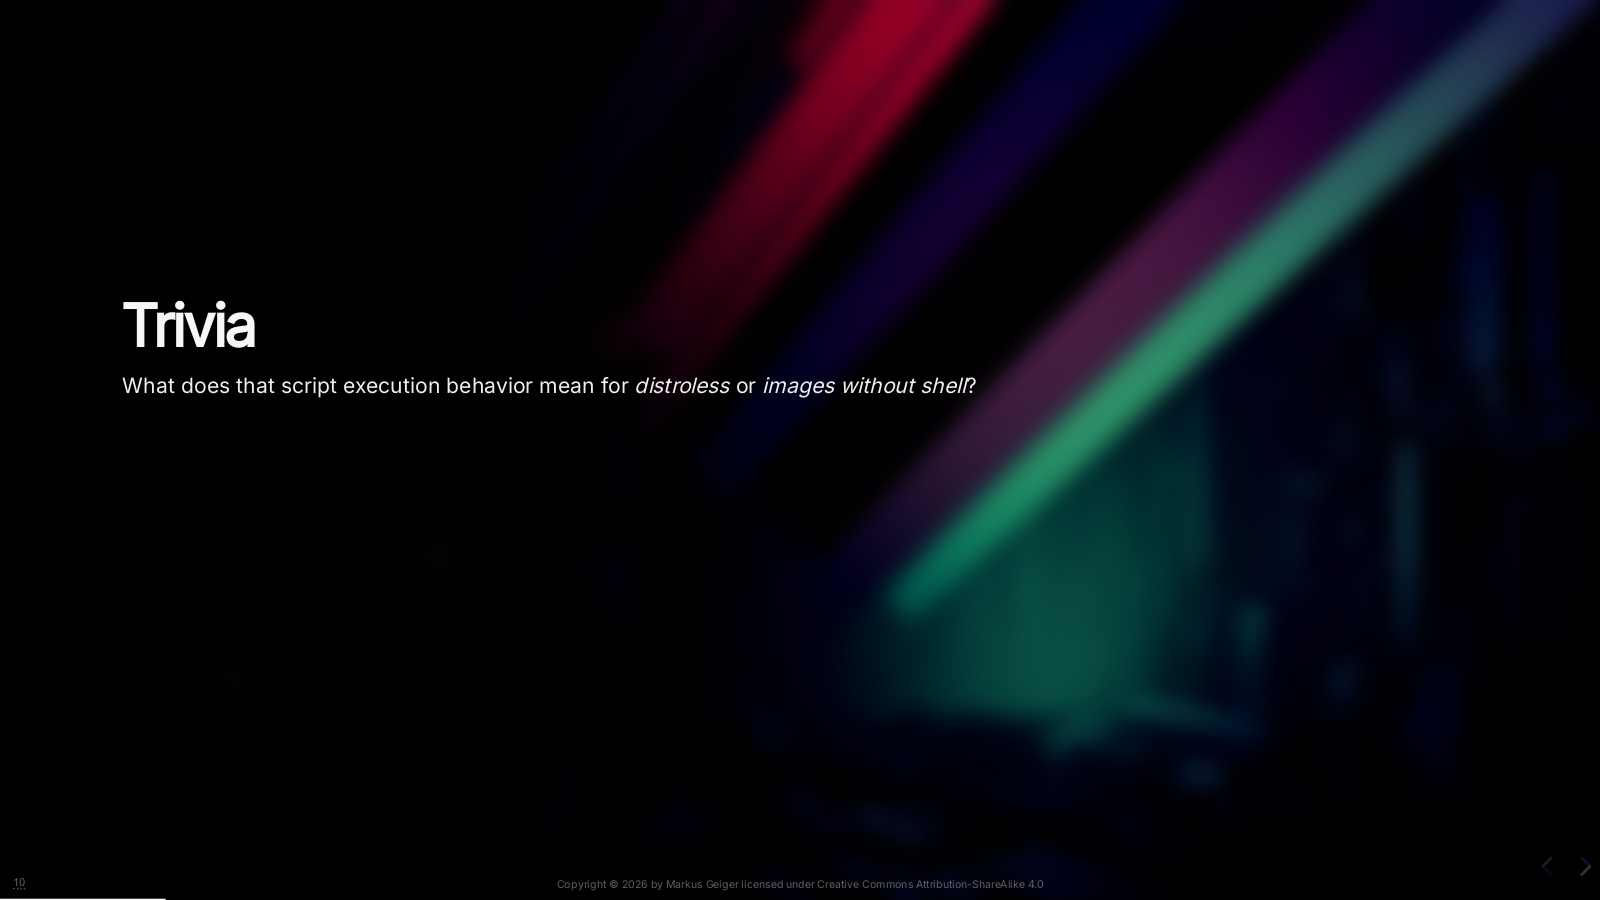 Trivia
What does that script execution behavior mean for distroless or images without shell?
10
Copyright © 2026 by Markus Geiger licensed under Creative Commons Attribution-ShareAlike 4.0